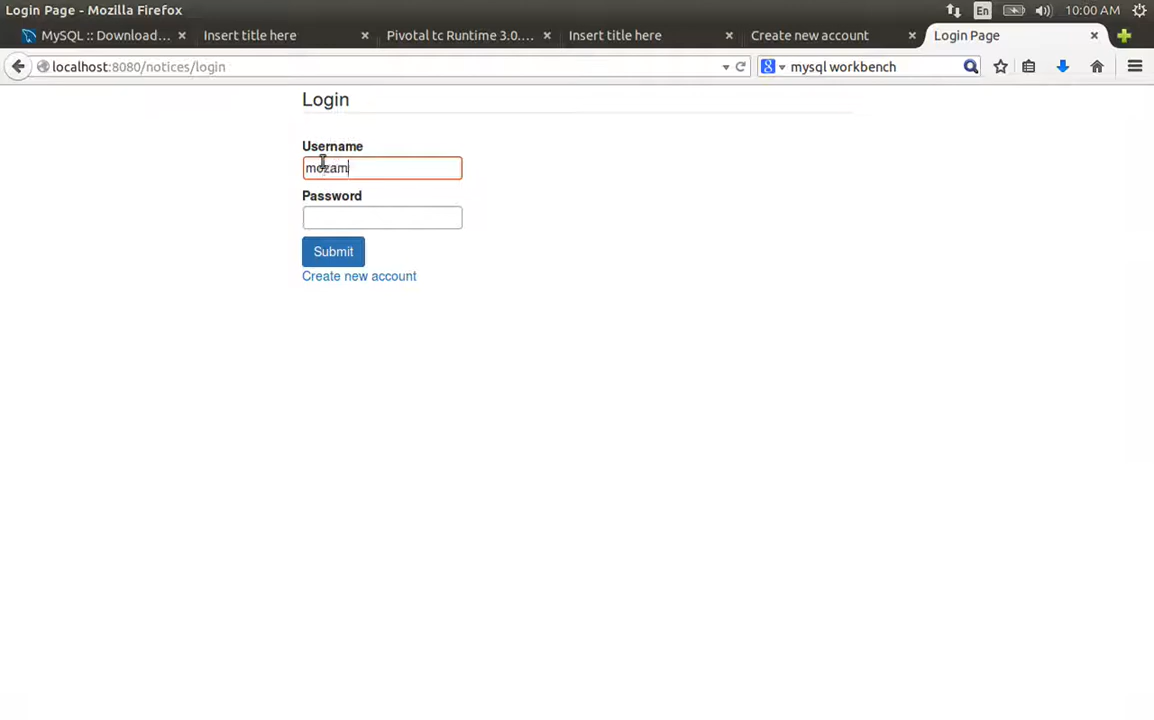 Login Page - Mozilla Firefox
En
10:00 AM
MySQL :: Download...
Insert title here
Pivotal tc Runtime 3.0....
Insert title here
Create new account
Login Page
localhost:8080/notices/login
mysql workbench
Login
Username
mozam
Password
Submit
Create new account